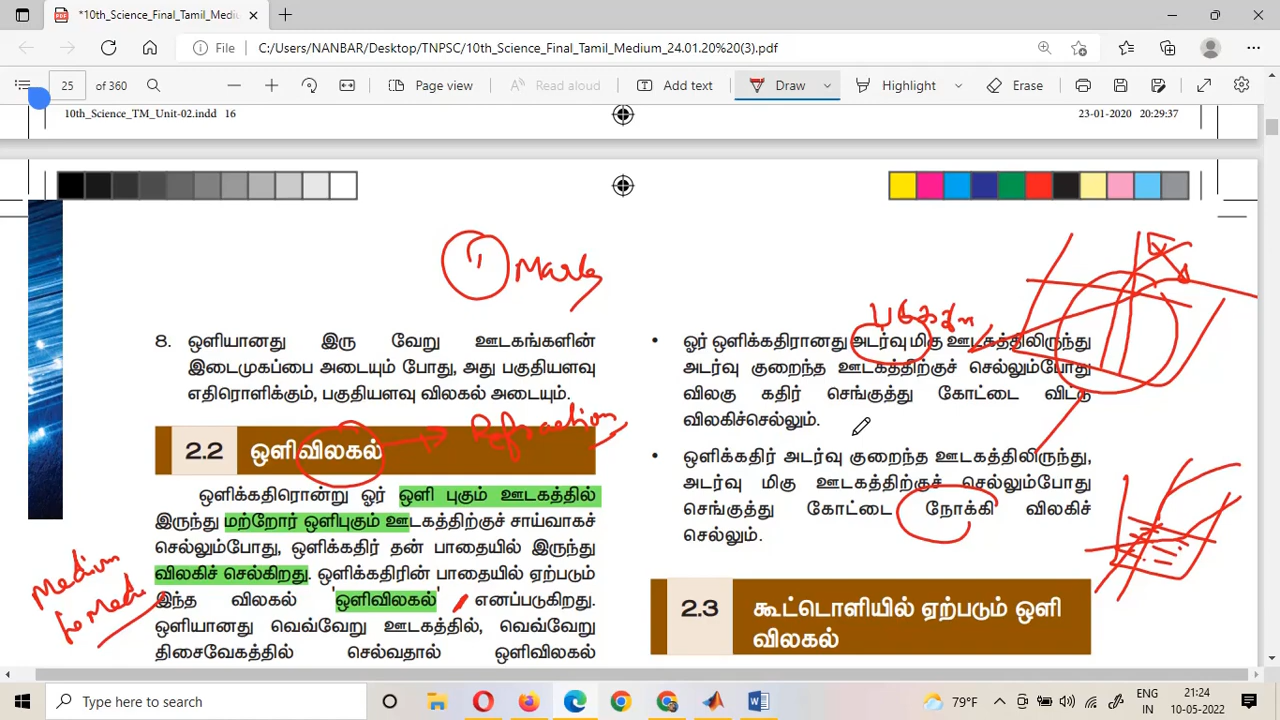 *10th_Science_Final_Tamil_Mediu
File
C:/Users/NANBAR/Desktop/TNPSC/10th_Science_Final_Tamil_Medium_24.01.20%20(3).pdf
25 of 360
Page view
Read aloud
Add text
Draw
Highlight
Erase
10th_Science_TM_Unit-02.indd 16
23-01-2020 20:29:37
1 Marks
8. ஒளியானது இரு வேறு ஊடகங்களின்
இடைமுகப்பை அடையும் போது, அது பகுதியளவு
எதிரொளிக்கும், பகுதியளவு விலகல் அடையும்.
Refraction
2.2 ஒளிவிலகல்
ஒளிக்கதிரொன்று ஓர் ஒளி புகும் ஊடகத்தில்
இருந்து மற்றோர் ஒளிபுகும் ஊடகத்திற்குச் சாய்வாகச்
செல்லும்போது, ஒளிக்கதிர் தன் பாதையில் இருந்து
விலகிச் செல்கிறது. ஒளிக்கதிரின் பாதையில் ஏற்படும்
இந்த விலகல் 'ஒளிவிலகல்' எனப்படுகிறது.
ஒளியானது வெவ்வேறு ஊடகத்தில், வெவ்வேறு
திசைவேகத்தில் செல்வதால் ஒளிவிலகல்
Medium
• ஓர் ஒளிக்கதிரானது அடர்வு மிகு ஊடகத்திலிருந்து
அடர்வு குறைந்த ஊடகத்திற்குச் செல்லும்போது
விலகு கதிர் செங்குத்து கோட்டை விட்டு
விலகிச்செல்லும்.
• ஒளிக்கதிர் அடர்வு குறைந்த ஊடகத்திலிருந்து,
அடர்வு மிகு ஊடகத்திற்குச் செல்லும்போது
செங்குத்து கோட்டை நோக்கி விலகிச்
செல்லும்.
2.3 கூட்டொளியில் ஏற்படும் ஒளி
விலகல்
Type here to search
79°F
ENG
IN
21:24
10-05-2022